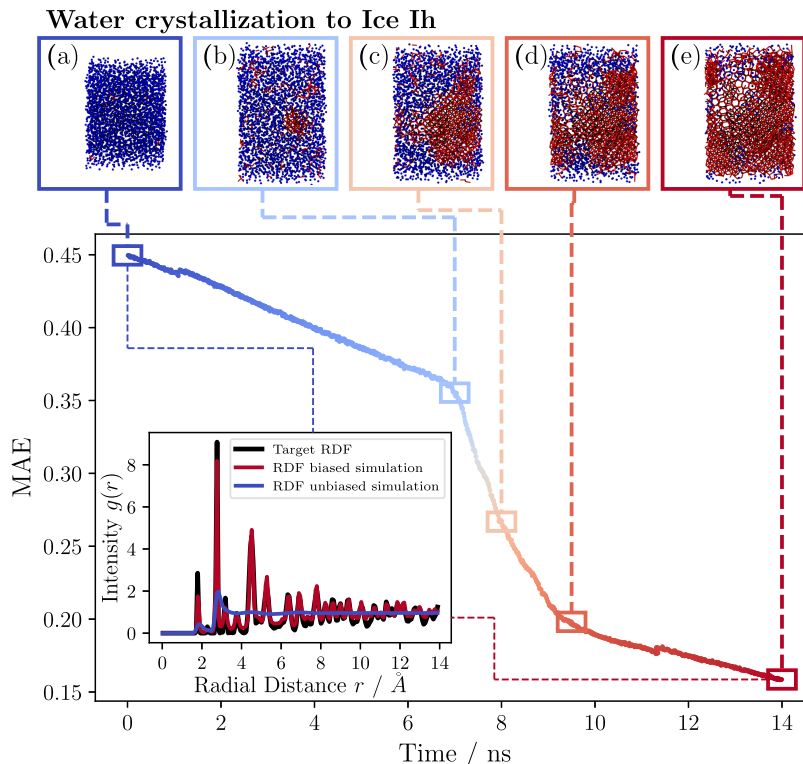 Water crystallization to Ice Ih
(a) (b) (c) (d) (e)
0.45
0.40
0.35
0.30
0.25
0.20
0.15
MAE
Target RDF
RDF biased simulation
RDF unbiased simulation
8
6
4
2
0
Intensity g(r)
0 2 4 6 8 10 12 14
Radial Distance r / Å
0 2 4 6 8 10 12 14
Time / ns